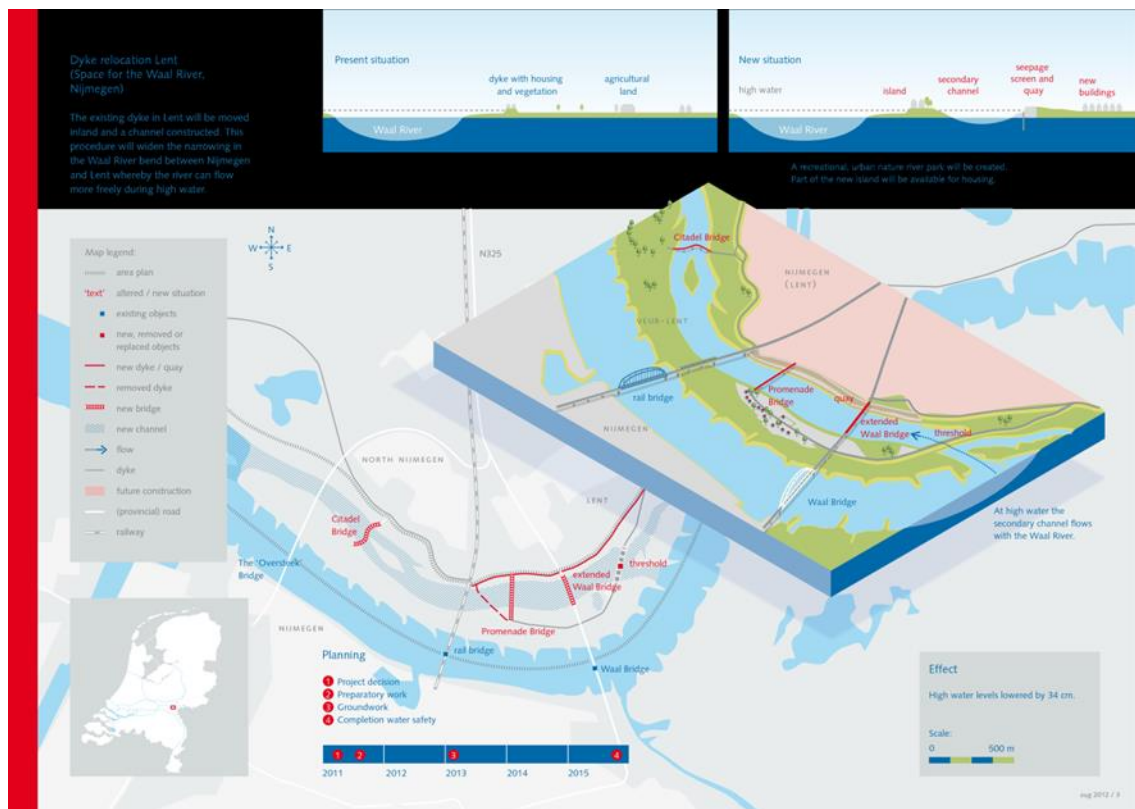 Dyke relocation Lent
(Space for the Waal River,
Nijmegen)
The existing dyke in Lent will be moved
inland and a channel constructed. This
procedure will widen the narrowing in
the Waal River bend between Nijmegen
and Lent whereby the river can flow
more freely during high water.
Present situation
dyke with housing
and vegetation
agricultural
land
Waal River
New situation
high water
island
secondary
channel
seepage
screen and
quay
new
buildings
Waal River
A recreational, urban nature river park will be created.
Part of the new island will be available for housing.
Map legend:
area plan
'text' altered / new situation
existing objects
new, removed or
replaced objects
new dyke / quay
removed dyke
new bridge
new channel
flow
dyke
future construction
(provincial) road
railway
N
W E
S
N325
Citadel Bridge
NIJMEGEN
(LENT)
VEUR-LENT
rail bridge
Promenade
Bridge
quay
extended
Waal Bridge
threshold
NIJMEGEN
Waal Bridge
At high water the
secondary channel flows
with the Waal River.
NORTH NIJMEGEN
LENT
Citadel
Bridge
The 'Oversteek'
Bridge
threshold
extended
Waal Bridge
Promenade Bridge
NIJMEGEN
rail bridge
Waal Bridge
Planning
1 Project decision
2 Preparatory work
3 Groundwork
4 Completion water safety
1 2 3 4
2011 2012 2013 2014 2015
Effect
High water levels lowered by 34 cm.
Scale:
0 500 m